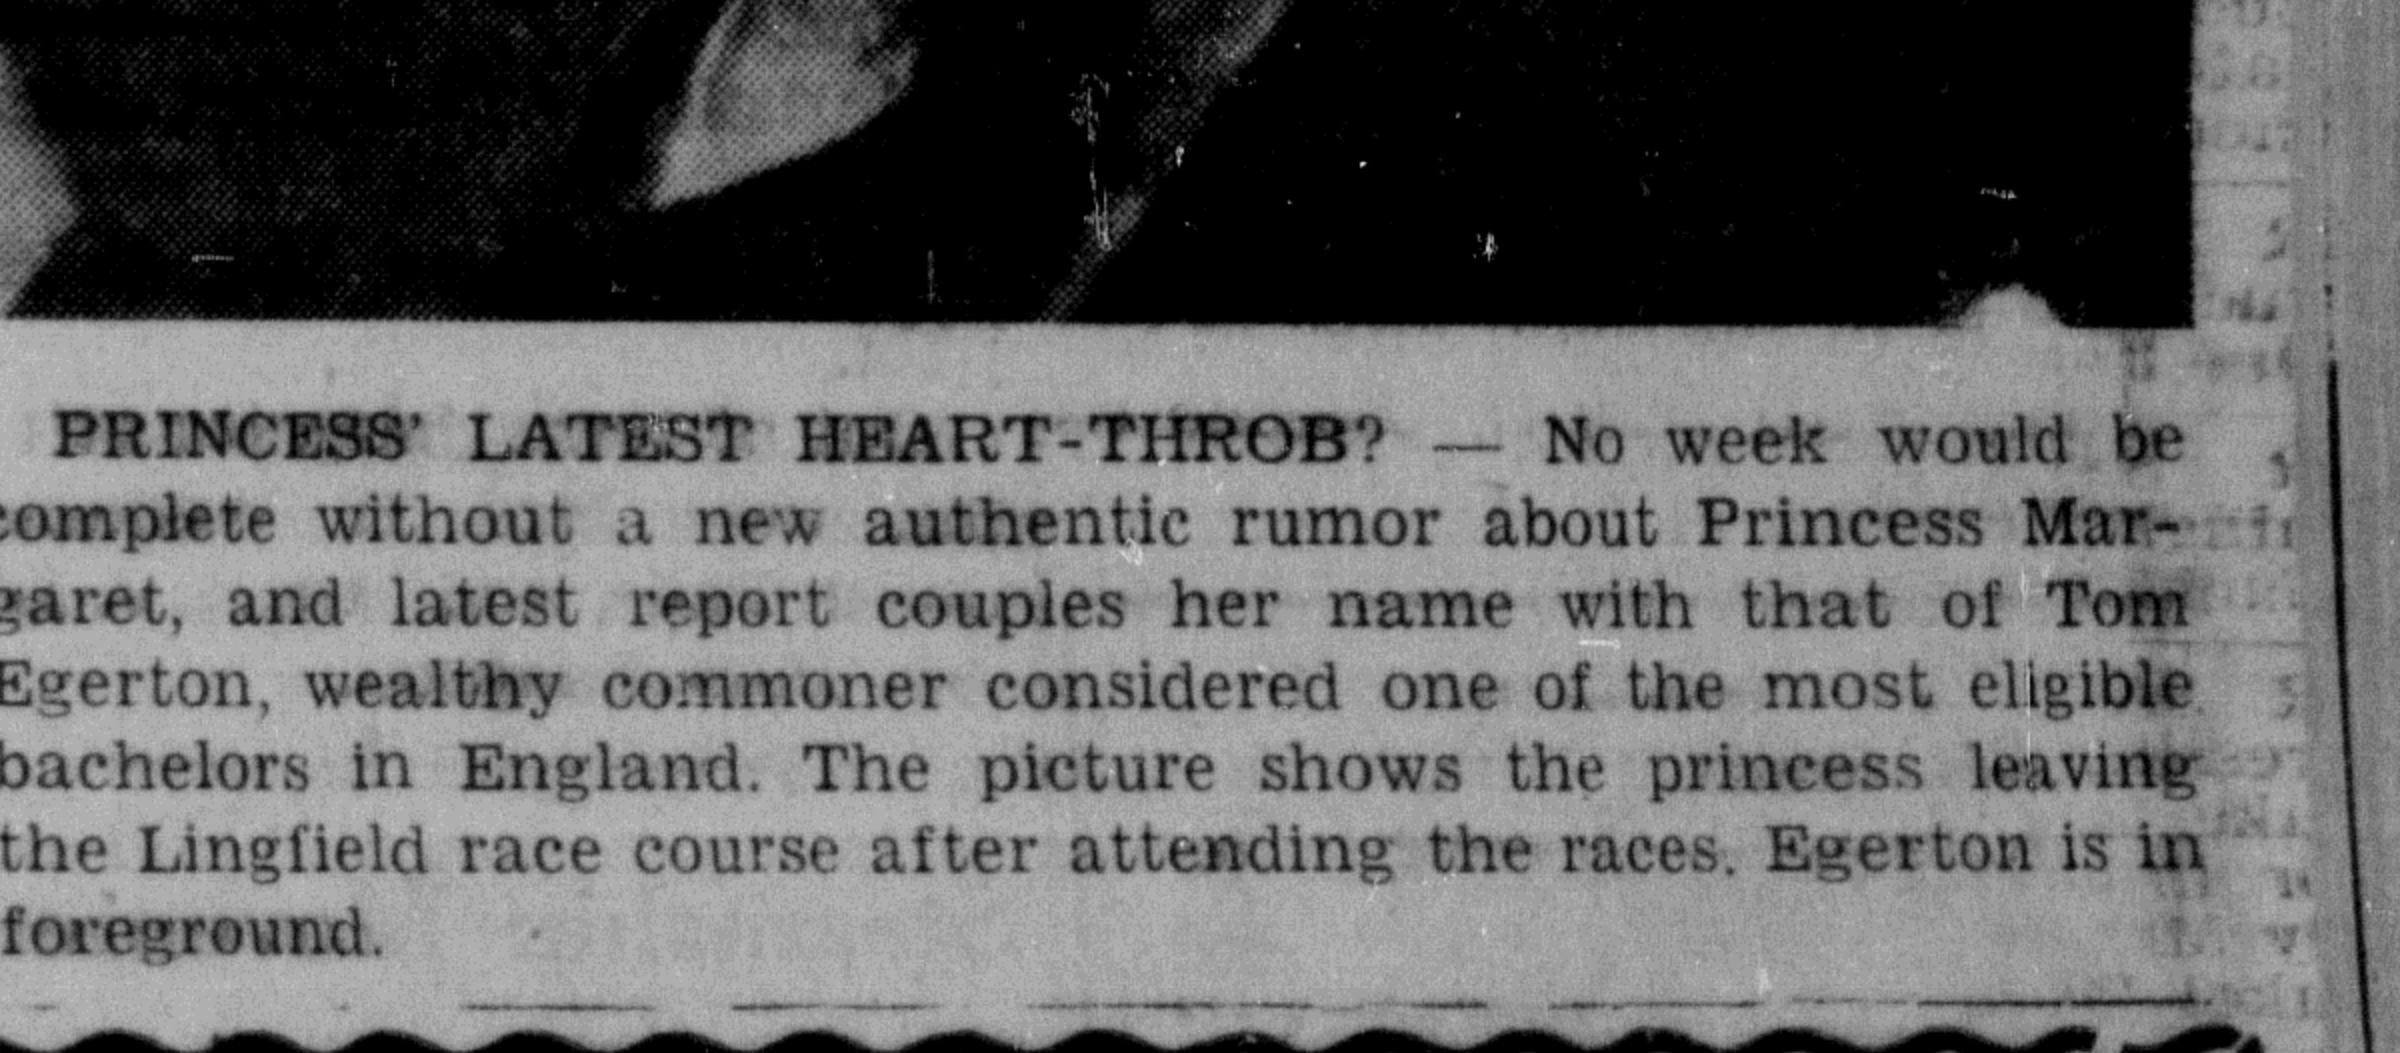 PRINCESS' LATEST HEART-THROB? — No week would be
complete without a new authentic rumor about Princess Mar-
garet, and latest report couples her name with that of Tom
Egerton, wealthy commoner considered one of the most eligible
bachelors in England. The picture shows the princess leaving
the Lingfield race course after attending the races. Egerton is in
foreground.